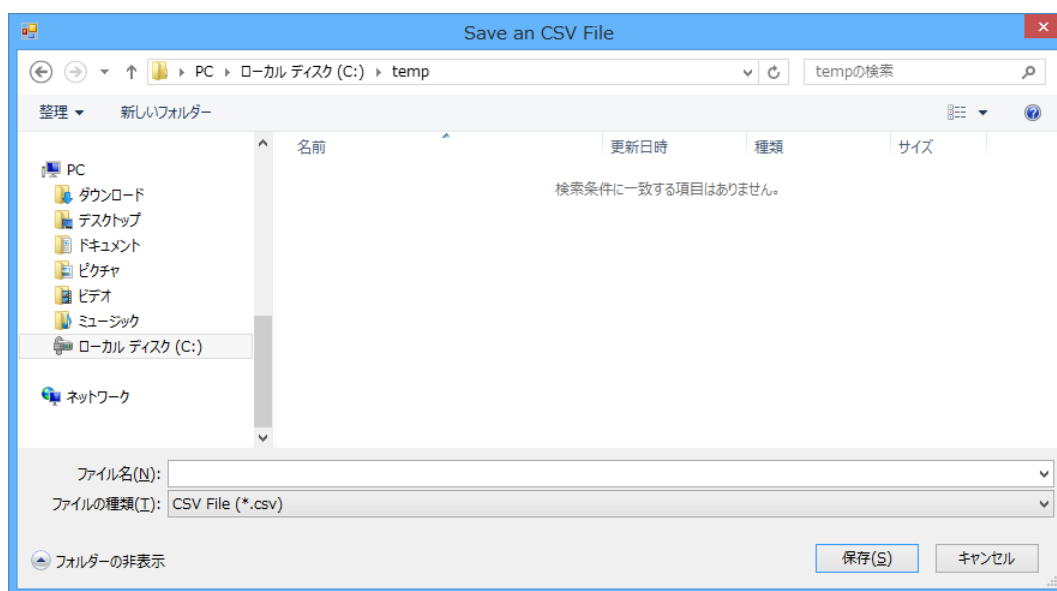 Save an CSV File
PC ローカル ディスク (C:) temp tempの検索
整理 新しいフォルダー
名前 更新日時 種類 サイズ
検索条件に一致する項目はありません。
PC
ダウンロード
デスクトップ
ドキュメント
ピクチャ
ビデオ
ミュージック
ローカル ディスク (C:)
ネットワーク
ファイル名(N):
ファイルの種類(T): CSV File (*.csv)
フォルダーの非表示 保存(S) キャンセル